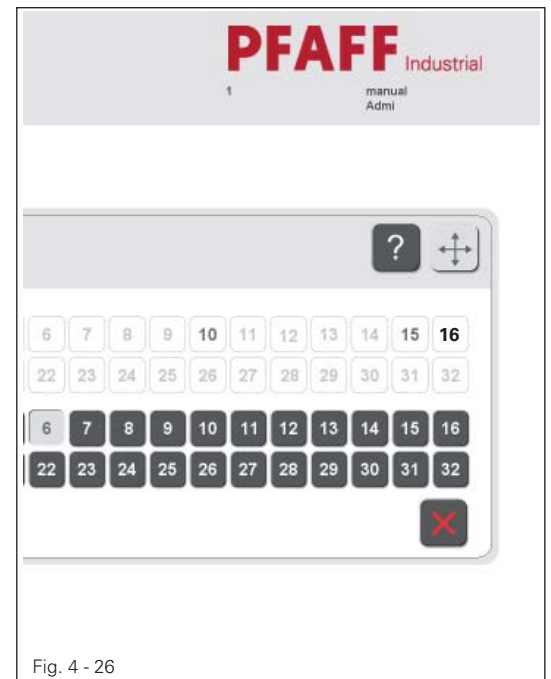 PFAFF Industrial
1 manual
Admi
?
6 7 8 9 10 11 12 13 14 15 16
22 23 24 25 26 27 28 29 30 31 32
6 7 8 9 10 11 12 13 14 15 16
22 23 24 25 26 27 28 29 30 31 32
Fig. 4 - 26